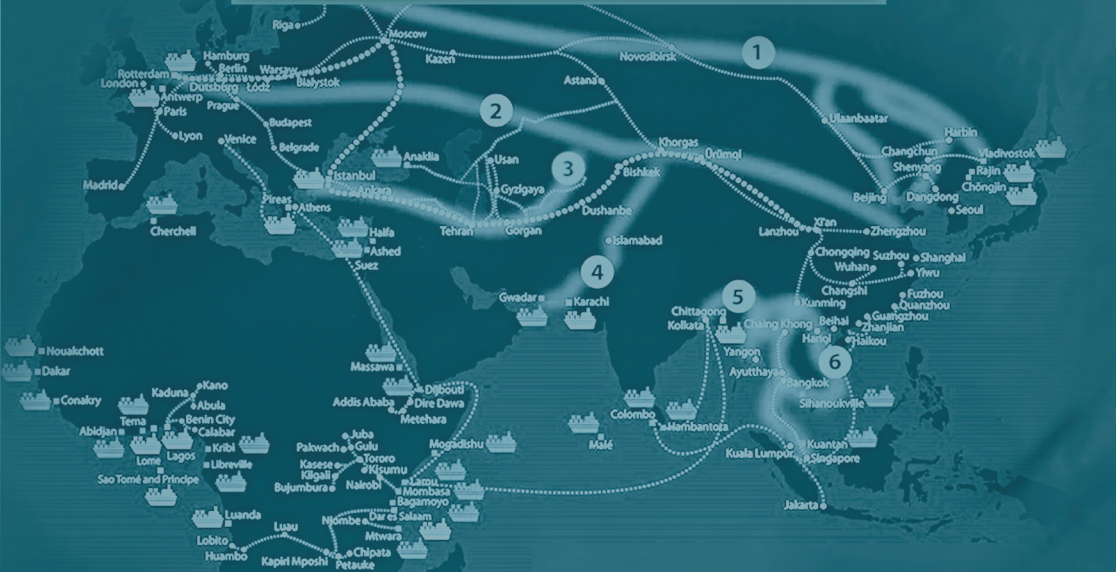 Riga
Moscow
1
Kazen
Novosibirsk
Hamburg
Rotterdam
Berlin
Warsaw
London
Duisburg
Łódź
Bialystok
Astana
Antwerp
Prague
Paris
2
Ulaanbaatar
Budapest
Lyon
Venice
Harbin
Belgrade
Khorgas
Changchun
Vladivostok
Anaklia
Usan
3
Ürümqi
Shenyang
Rajin
Istanbul
Bishkek
Madrid
Ankara
Gyzlgaya
Chōngjin
Beijing
Dangdong
Pireas
Athens
Dushanbe
Seoul
Cherchell
Haifa
Tehran
Gorgan
Lanzhou
Xi'an
Zhengzhou
Islamabad
Ashed
Chongqing
Suzhou
Shanghai
Suez
Wuhan
Yiwu
4
Changshi
Gwadar
Karachi
5
Kunming
Fuzhou
Quanzhou
Chittagong
Kolkata
Chaing Khong
Beihai
Guangzhou
Zhanjian
Hanoi
Haikou
Nouakchott
Yangon
6
Massawa
Dakar
Ayutthaya
Bangkok
Kano
Kaduna
Djibouti
Conakry
Abula
Addis Ababa
Dire Dawa
Sihanoukville
Tema
Benin City
Metehara
Colombo
Abidjan
Calabar
Hambantota
Juba
Malé
Kuantan
Lome
Lagos
Kribi
Pakwach
Gulu
Mogadishu
Kuala Lumpur
Singapore
Libreville
Kasese
Tororo
Kisumu
Sao Tomé and Principe
Kilgali
Lamu
Bujumbura
Nairobi
Mombasa
Bagamoyo
Jakarta
Luanda
Njombe
Dar es Salaam
Luau
Mtwara
Lobito
Huambo
Chipata
Kapiri Mposhi
Petauke